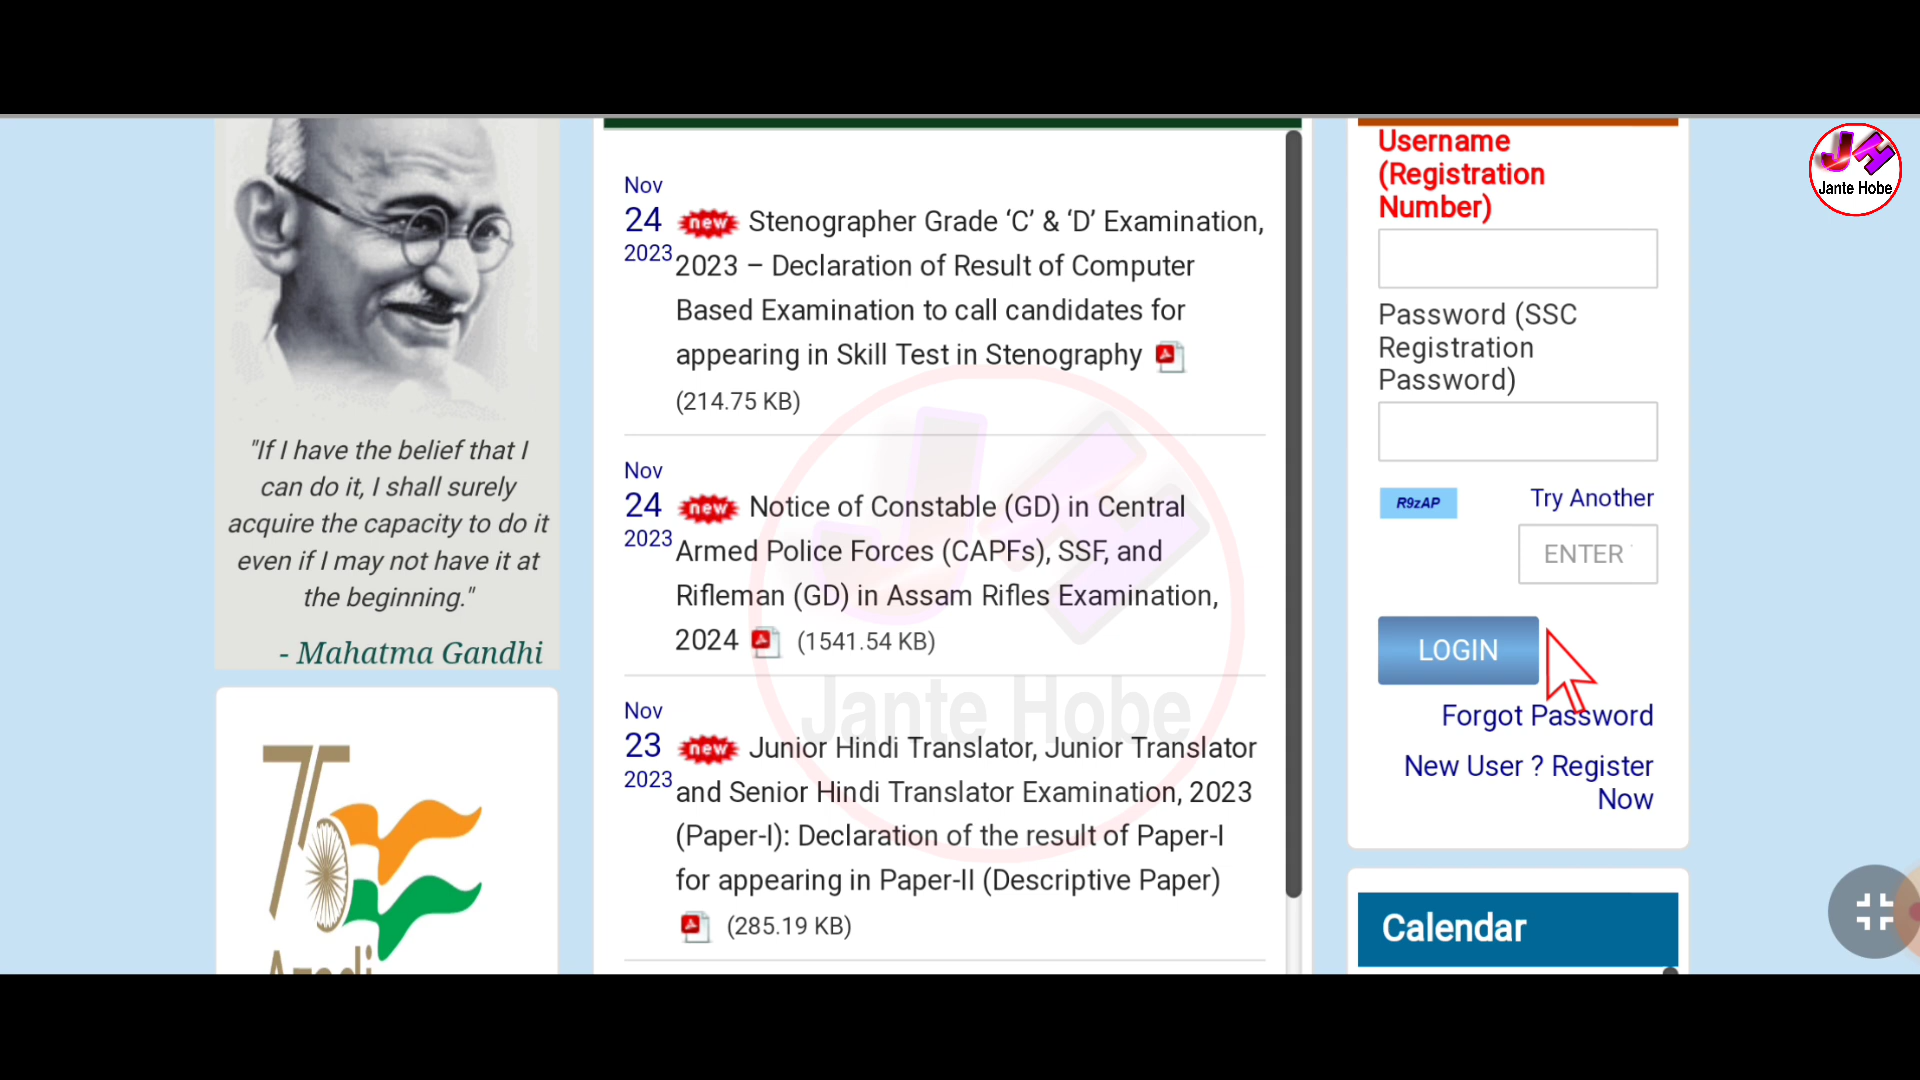 "If I have the belief that I
can do it, I shall surely
acquire the capacity to do it
even if I may not have it at
the beginning."
- Mahatma Gandhi
75
Nov
24
2023
new Stenographer Grade ‘C’ & ‘D’ Examination,
2023 – Declaration of Result of Computer
Based Examination to call candidates for
appearing in Skill Test in Stenography
(214.75 KB)
Nov
24
2023
new Notice of Constable (GD) in Central
Armed Police Forces (CAPFs), SSF, and
Rifleman (GD) in Assam Rifles Examination,
2024 (1541.54 KB)
Nov
23
2023
new Junior Hindi Translator, Junior Translator
and Senior Hindi Translator Examination, 2023
(Paper-I): Declaration of the result of Paper-I
for appearing in Paper-II (Descriptive Paper)
(285.19 KB)
JH
Jante Hobe
Username
(Registration
Number)
Password (SSC
Registration
Password)
R9zAP
Try Another
ENTER
LOGIN
Forgot Password
New User ? Register
Now
Calendar
JH
Jante Hobe